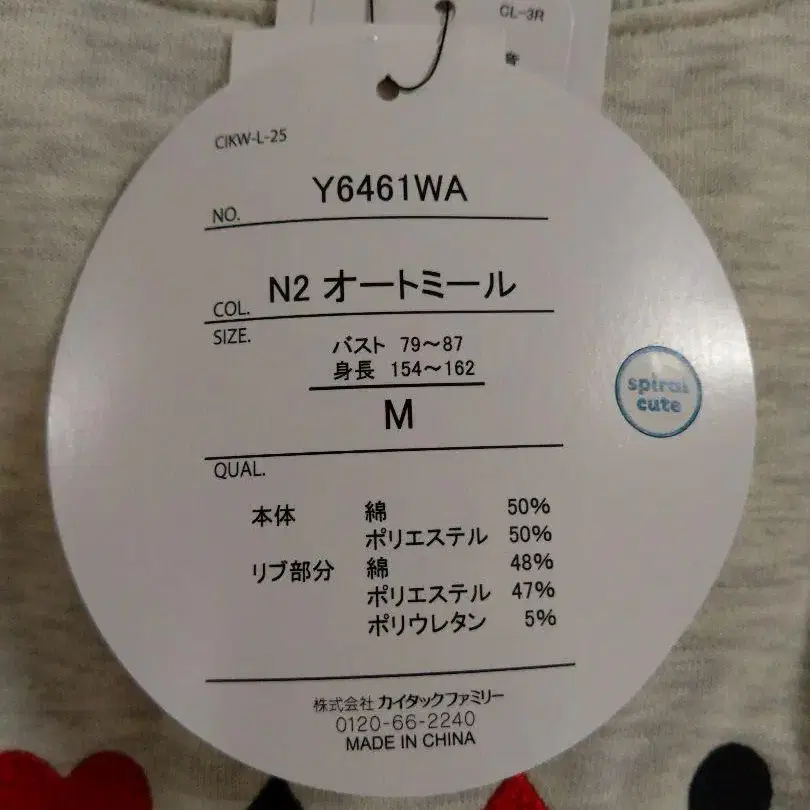 CL-3R
CIKW-L-25
NO. Y6461WA
COL. N2 オートミール
SIZE.
バスト 79～87
身長 154～162
M
spiral
cute
QUAL.
本体 綿 50%
ポリエステル 50%
リブ部分 綿 48%
ポリエステル 47%
ポリウレタン 5%
株式会社 カイタックファミリー
0120-66-2240
MADE IN CHINA